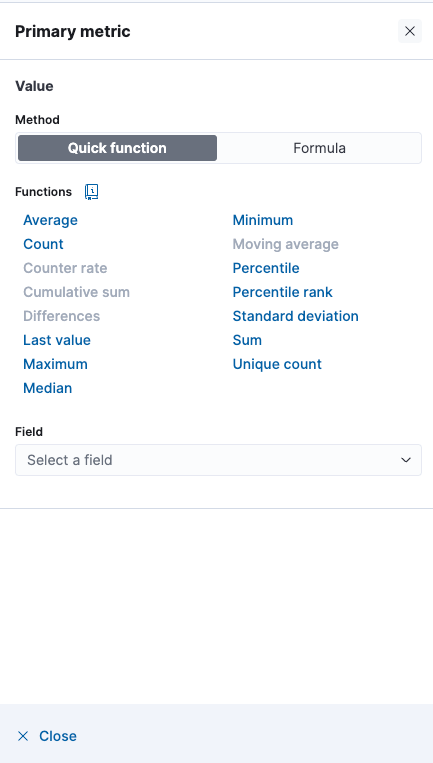 Primary metric
Value
Method
Quick function Formula
Functions
Average Minimum
Count Moving average
Counter rate Percentile
Cumulative sum Percentile rank
Differences Standard deviation
Last value Sum
Maximum Unique count
Median
Field
Select a field
Close